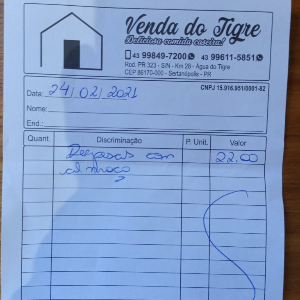 Venda do Tigre
Deliciosa comida caseira!
43 99849-7200 43 99611-5851
Rod. PR 323 - S/N - Km 28 - Água do Tigre
CEP 86170-000 - Sertanópolis - PR
CNPJ 15.916.951/0001-82
Data: 24/02/2021
Nome:
End.:
Quant. Discriminação P. Unit. Valor
Despesas com 22,00
almoço